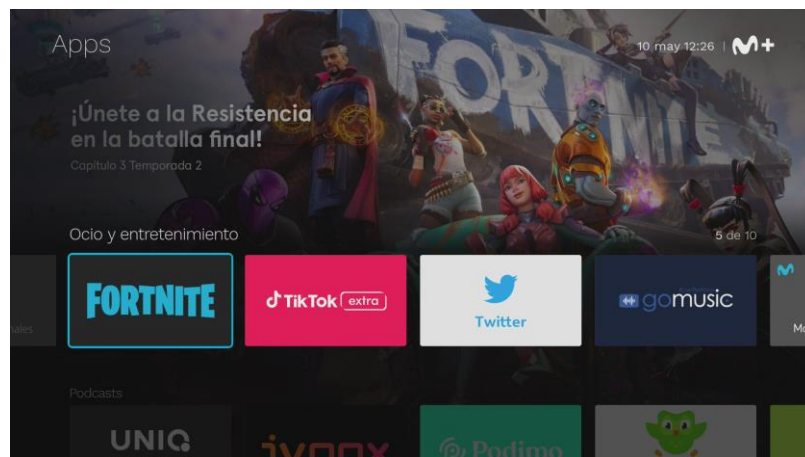 Apps
10 may 12:26 | M+
FORTNITE
¡Únete a la Resistencia
en la batalla final!
Capítulo 3 Temporada 2
Ocio y entretenimiento
5 de 10
FORTNITE
TikTok extra
Twitter
gomusic
Podcasts
UNIQ
ivoox
Podimo